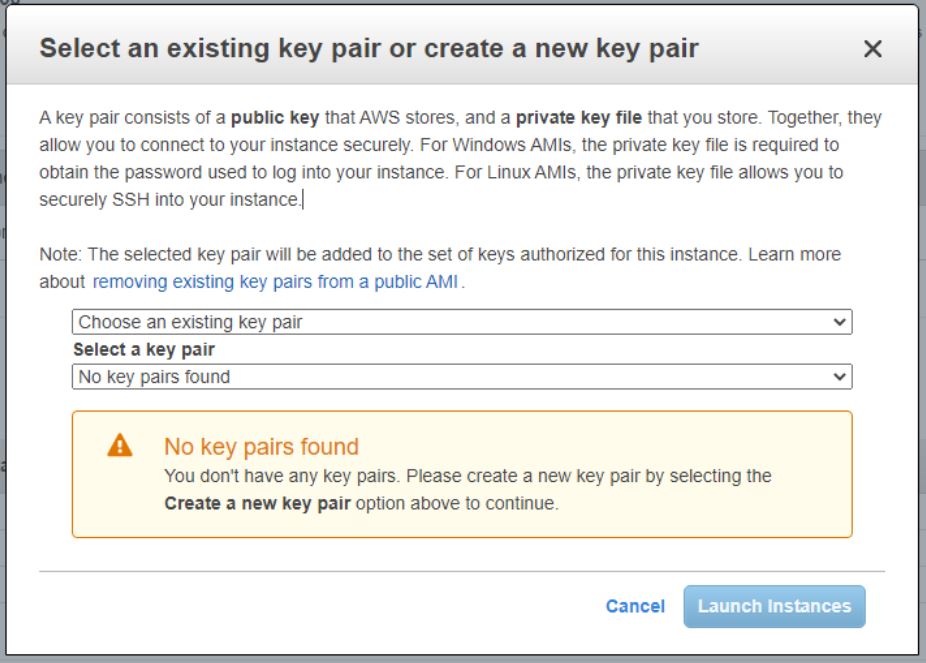 Select an existing key pair or create a new key pair
A key pair consists of a public key that AWS stores, and a private key file that you store. Together, they
allow you to connect to your instance securely. For Windows AMIs, the private key file is required to
obtain the password used to log into your instance. For Linux AMIs, the private key file allows you to
securely SSH into your instance.
Note: The selected key pair will be added to the set of keys authorized for this instance. Learn more
about removing existing key pairs from a public AMI.
Choose an existing key pair
Select a key pair
No key pairs found
No key pairs found
You don't have any key pairs. Please create a new key pair by selecting the
Create a new key pair option above to continue.
Cancel Launch Instances